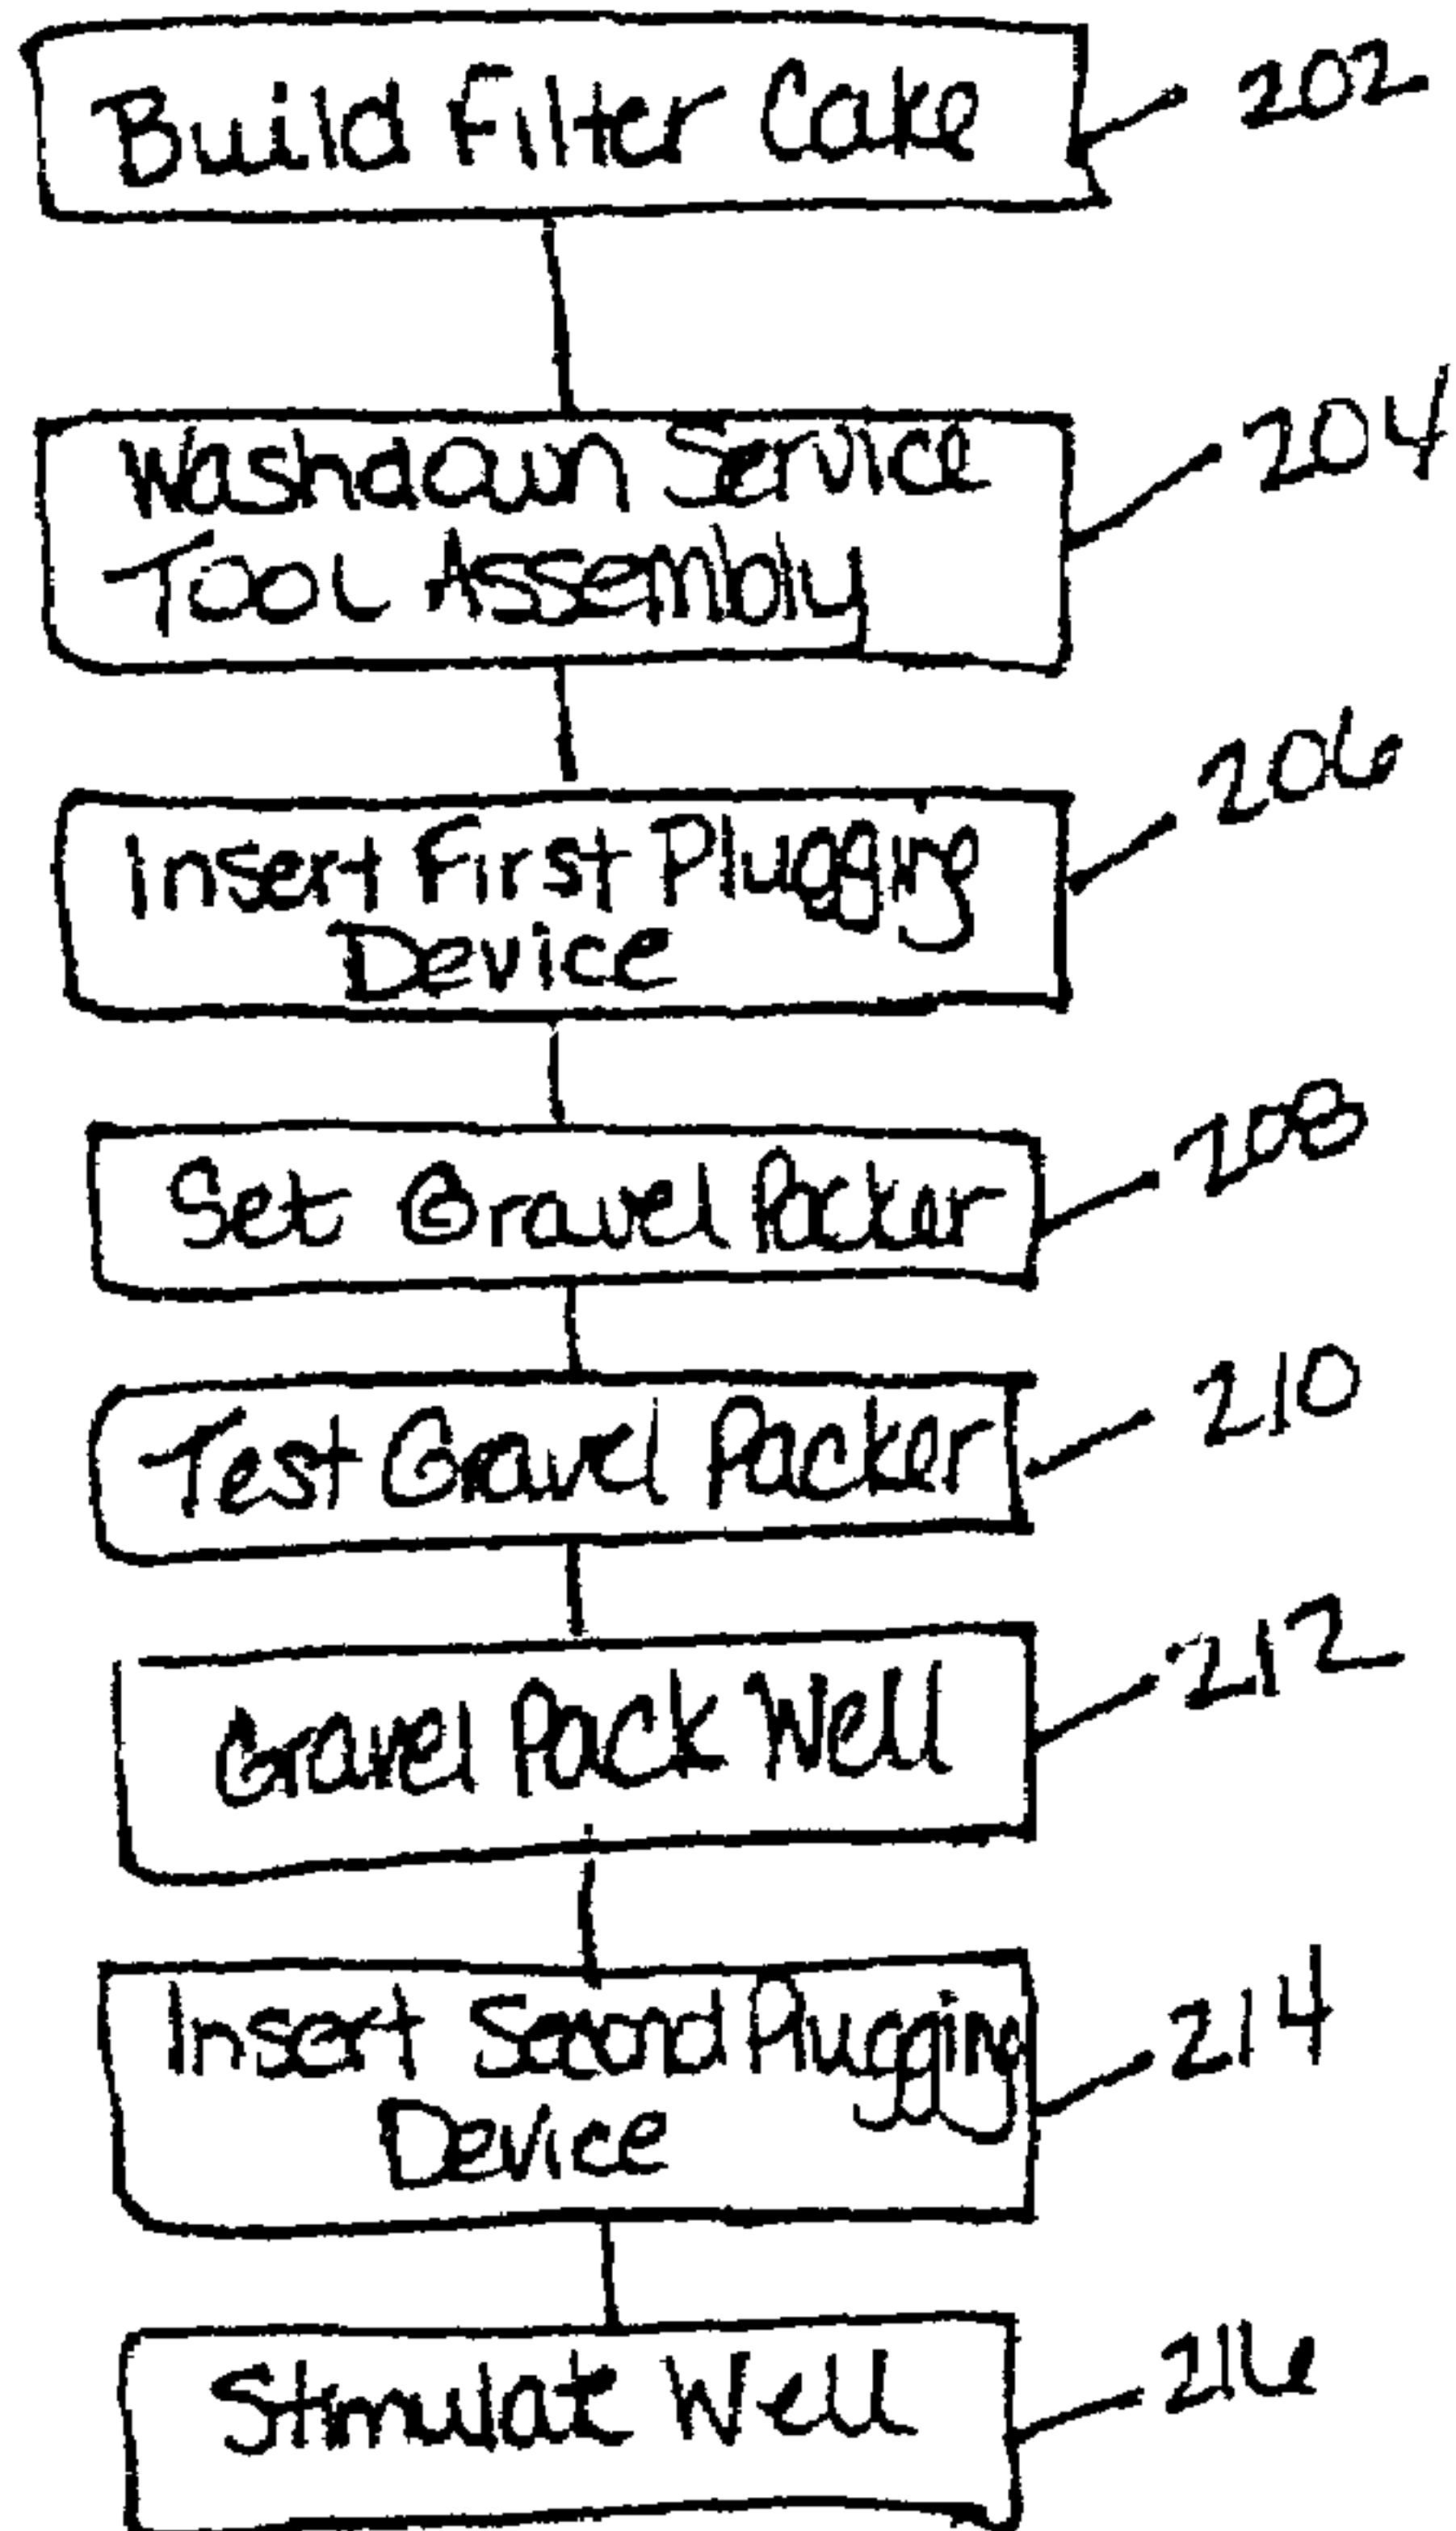 Build Filter Cake
202
Washdown Service
Tool Assembly
204
Insert First Plugging
Device
206
Set Gravel Packer
208
Test Gravel Packer
210
Gravel Pack Well
212
Insert Second Plugging
Device
214
Stimulate Well
216